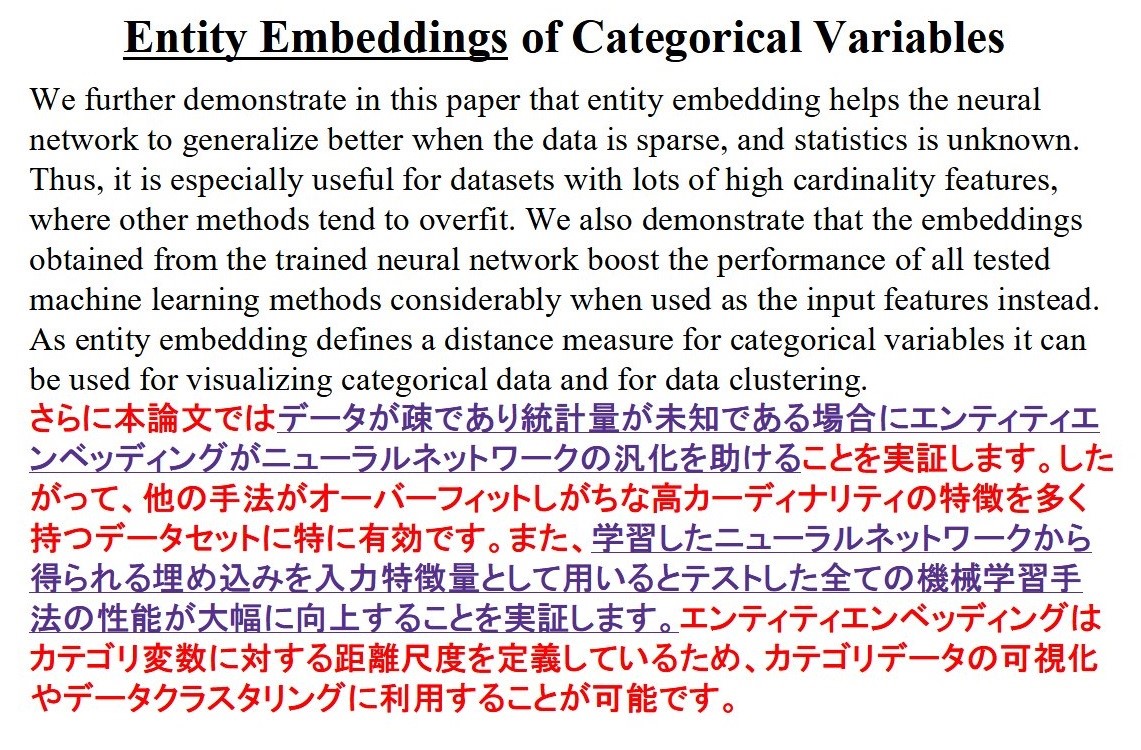 Entity Embeddings of Categorical Variables
We further demonstrate in this paper that entity embedding helps the neural
network to generalize better when the data is sparse, and statistics is unknown.
Thus, it is especially useful for datasets with lots of high cardinality features,
where other methods tend to overfit. We also demonstrate that the embeddings
obtained from the trained neural network boost the performance of all tested
machine learning methods considerably when used as the input features instead.
As entity embedding defines a distance measure for categorical variables it can
be used for visualizing categorical data and for data clustering.
さらに本論文ではデータが疎であり統計量が未知である場合にエンティティエ
ンベッディングがニューラルネットワークの汎化を助けることを実証します。した
がって、他の手法がオーバーフィットしがちな高カーディナリティの特徴を多く
持つデータセットに特に有効です。また、学習したニューラルネットワークから
得られる埋め込みを入力特徴量として用いるとテストした全ての機械学習手
法の性能が大幅に向上することを実証します。エンティティエンベッディングは
カテゴリ変数に対する距離尺度を定義しているため、カテゴリデータの可視化
やデータクラスタリングに利用することが可能です。